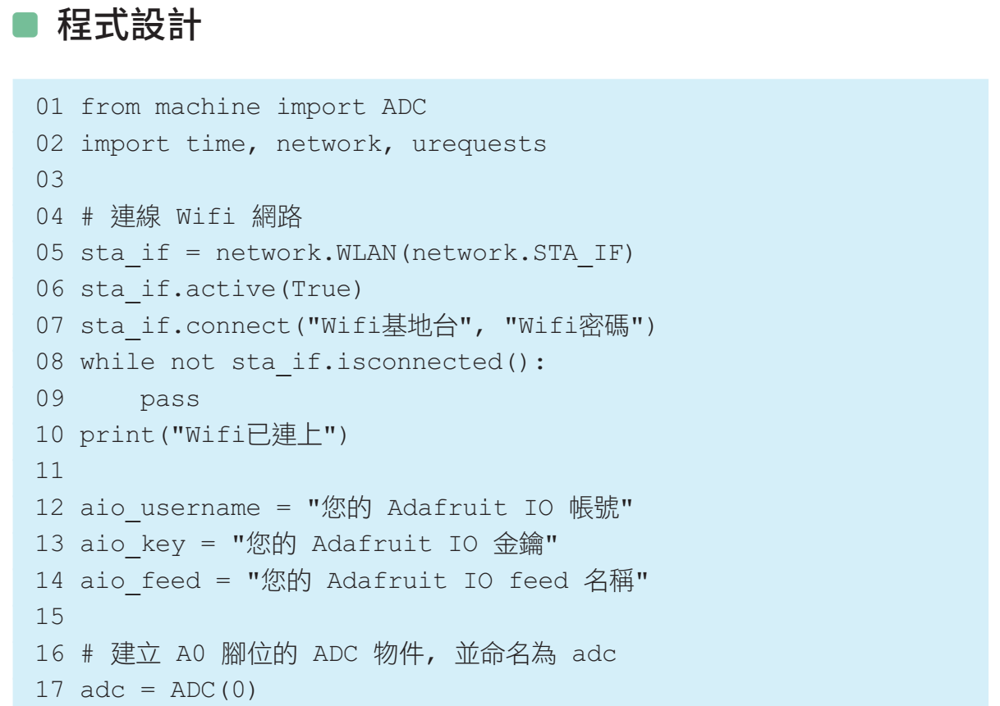 程式設計
01 from machine import ADC
02 import time, network, urequests
03
04 # 連線 Wifi 網路
05 sta_if = network.WLAN(network.STA_IF)
06 sta_if.active(True)
07 sta_if.connect("Wifi基地台", "Wifi密碼")
08 while not sta_if.isconnected():
09     pass
10 print("Wifi已連上")
11
12 aio_username = "您的 Adafruit IO 帳號"
13 aio_key = "您的 Adafruit IO 金鑰"
14 aio_feed = "您的 Adafruit IO feed 名稱"
15
16 # 建立 A0 腳位的 ADC 物件, 並命名為 adc
17 adc = ADC(0)